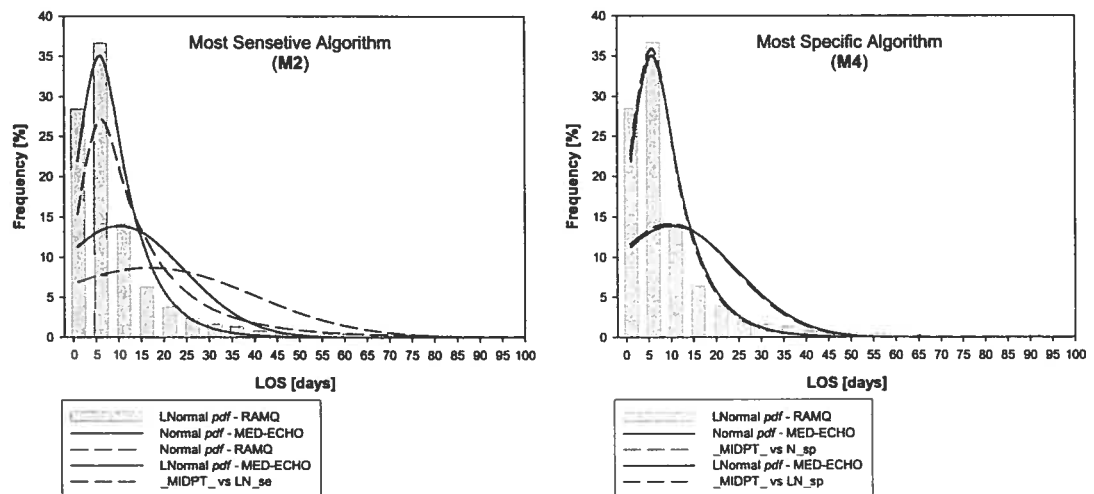 40
35
30
25
20
15
10
5
0
Frequency [%]
Most Sensetive Algorithm
(M2)
0 5 10 15 20 25 30 35 40 45 50 55 60 65 70 75 80 85 90 95 100
LOS [days]
LNormal pdf - RAMQ
Normal pdf - MED-ECHO
Normal pdf - RAMQ
LNormal pdf - MED-ECHO
_MIDPT_ vs LN_se
40
35
30
25
20
15
10
5
0
Frequency [%]
Most Specific Algorithm
(M4)
0 5 10 15 20 25 30 35 40 45 50 55 60 65 70 75 80 85 90 95 100
LOS [days]
LNormal pdf - RAMQ
Normal pdf - MED-ECHO
_MIDPT_ vs N_sp
LNormal pdf - MED-ECHO
_MIDPT_ vs LN_sp